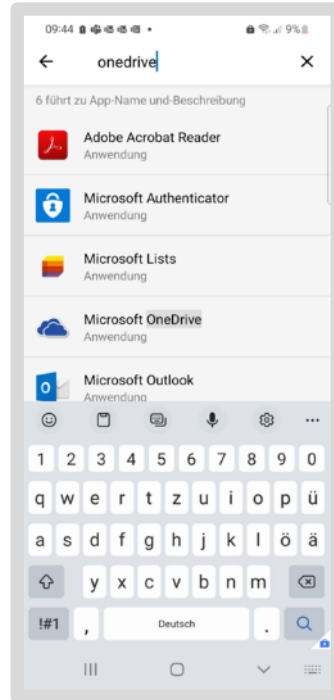 09:44
9%
onedrive
6 führt zu App-Name und-Beschreibung
Adobe Acrobat Reader
Anwendung
Microsoft Authenticator
Anwendung
Microsoft Lists
Anwendung
Microsoft OneDrive
Anwendung
Microsoft Outlook
Anwendung
1 2 3 4 5 6 7 8 9 0
q w e r t z u i o p ü
a s d f g h j k l ö ä
y x c v b n m
!#1 , Deutsch .